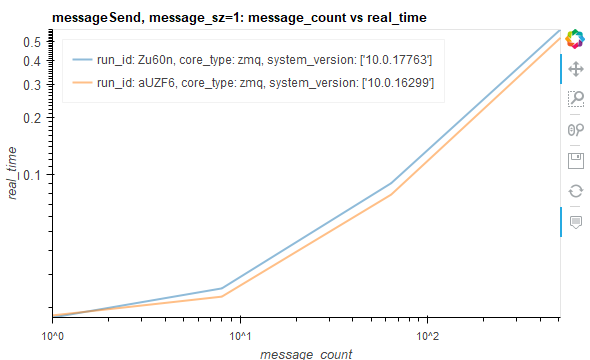 messageSend, message_sz=1: message_count vs real_time
run_id: Zu60n, core_type: zmq, system_version: ['10.0.17763']
run_id: aUZF6, core_type: zmq, system_version: ['10.0.16299']
real_time
0.5
0.4
0.3
0.2
0.1
10^0
10^1
10^2
message_count